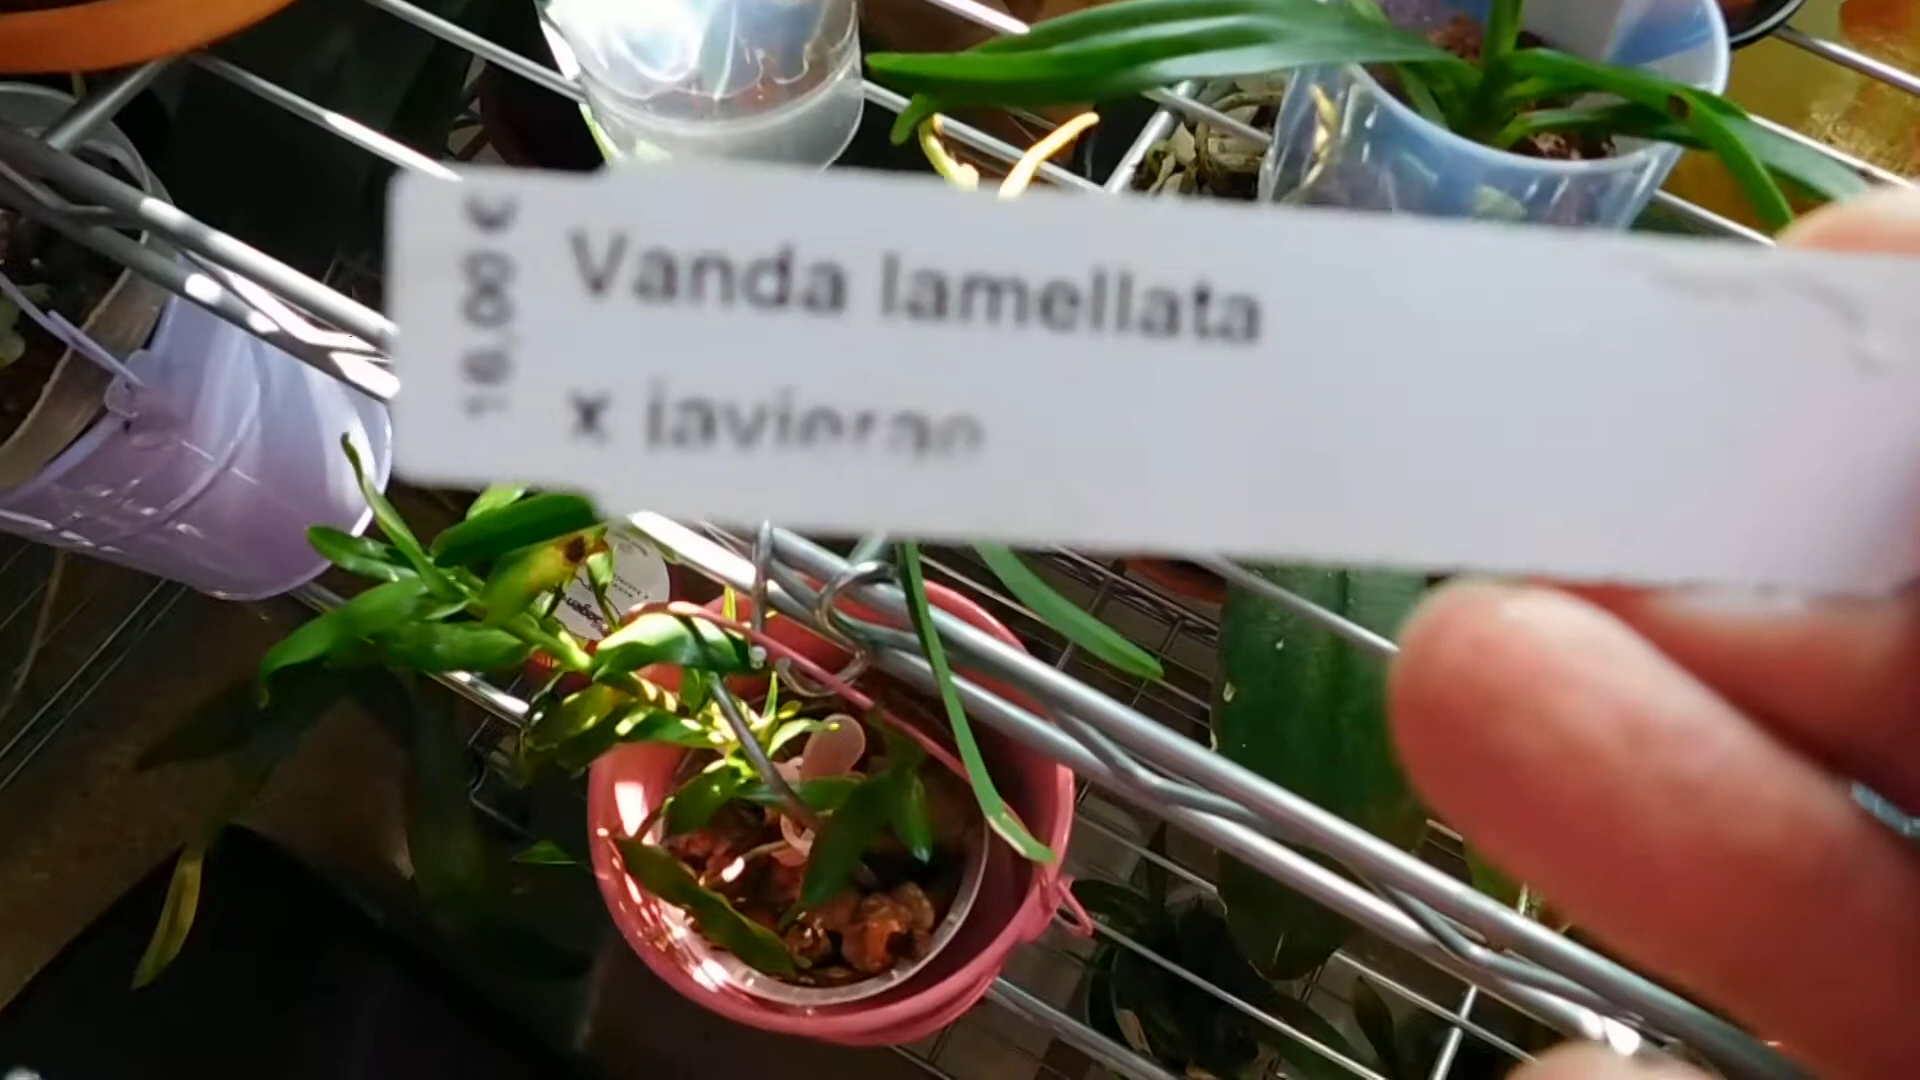 Vanda lamellata
x javierae
16,00 €